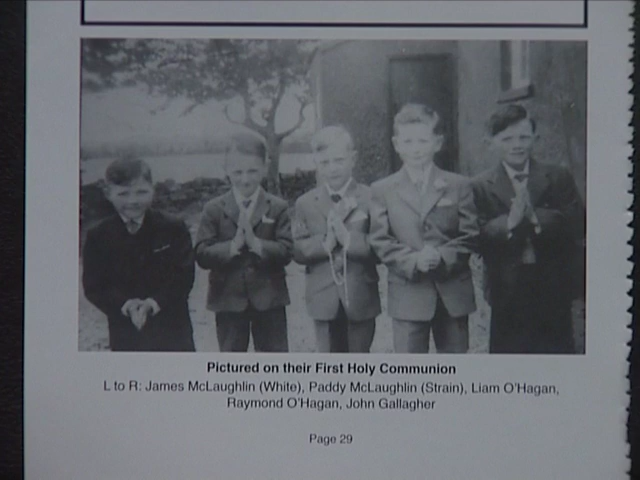 Pictured on their First Holy Communion
L to R: James McLaughlin (White), Paddy McLaughlin (Strain), Liam O'Hagan,
Raymond O'Hagan, John Gallagher
Page 29